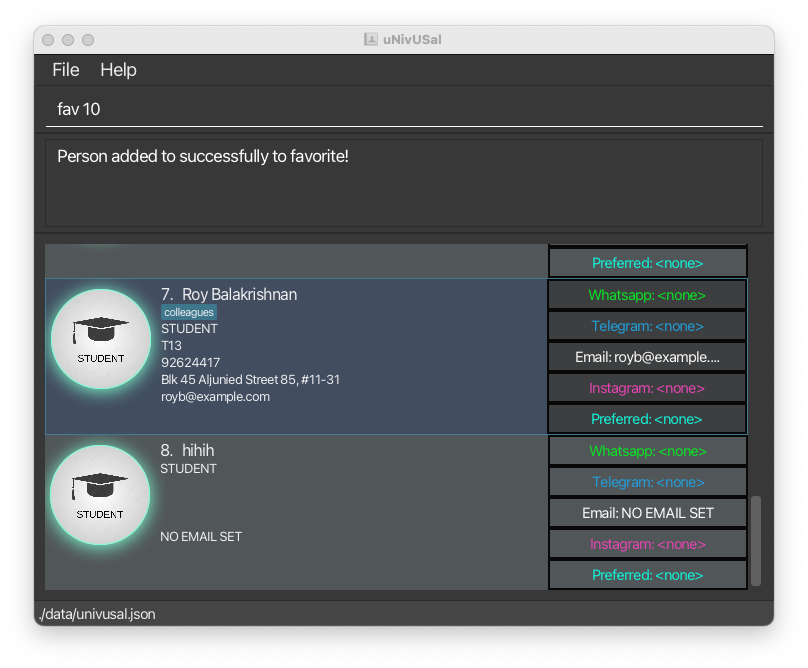 uNivUSal
File Help
fav 10
Person added to successfully to favorite!
Preferred: <none>
7. Roy Balakrishnan
colleagues
STUDENT
T13
92624417
Blk 45 Aljunied Street 85, #11-31
royb@example.com
STUDENT
Whatsapp: <none>
Telegram: <none>
Email: royb@example....
Instagram: <none>
Preferred: <none>
8. hihih
STUDENT
NO EMAIL SET
STUDENT
Whatsapp: <none>
Telegram: <none>
Email: NO EMAIL SET
Instagram: <none>
Preferred: <none>
./data/univusal.json